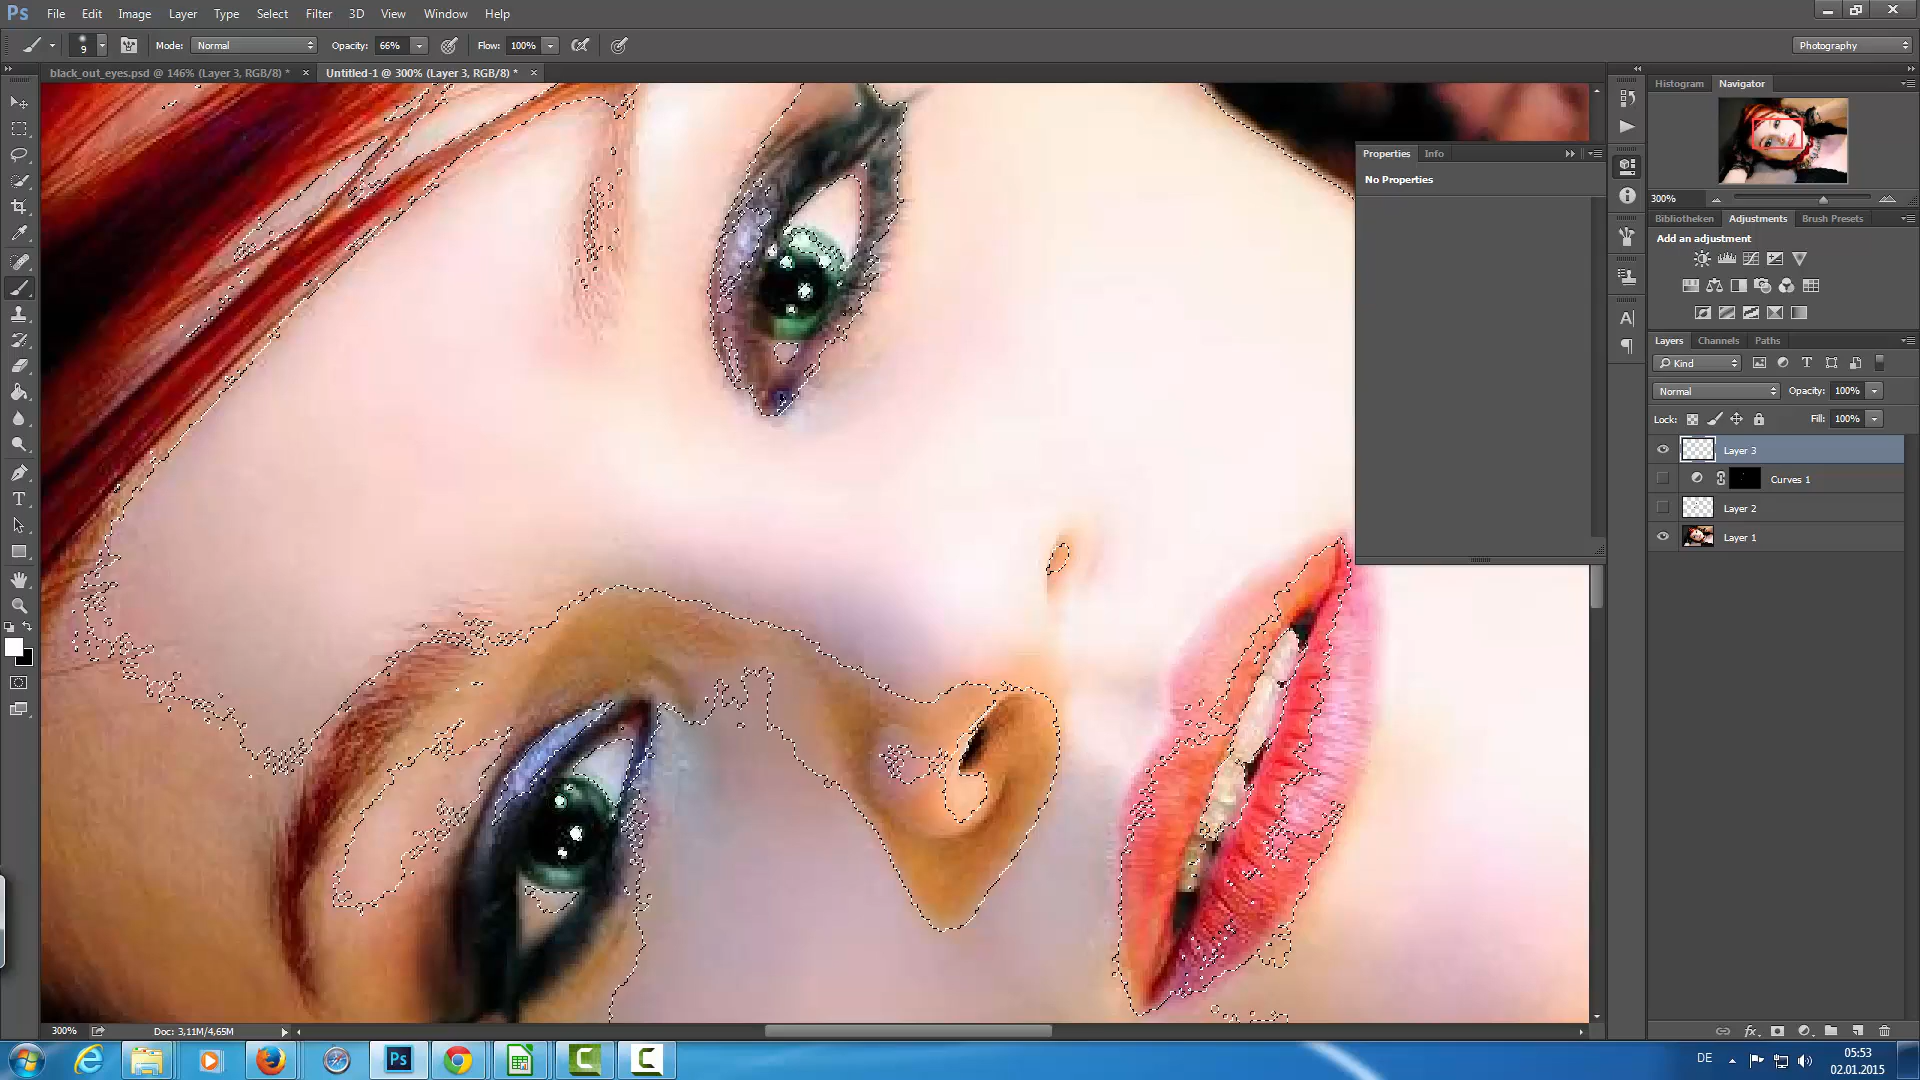 Ps File Edit Image Layer Type Select Filter 3D View Window Help
9 Mode: Normal Opacity: 66% Flow: 100% Photography
black_out_eyes.psd @ 146% (Layer 3, RGB/8) * × Untitled-1 @ 300% (Layer 3, RGB/8) * ×
Histogram Navigator
Properties Info
No Properties
300%
Bibliotheken Adjustments Brush Presets
Add an adjustment
Layers Channels Paths
Kind
Normal Opacity: 100%
Lock: Fill: 100%
Layer 3
Curves 1
Layer 2
Layer 1
300% Doc: 3,11M/4,65M
DE 05:53
02.01.2015